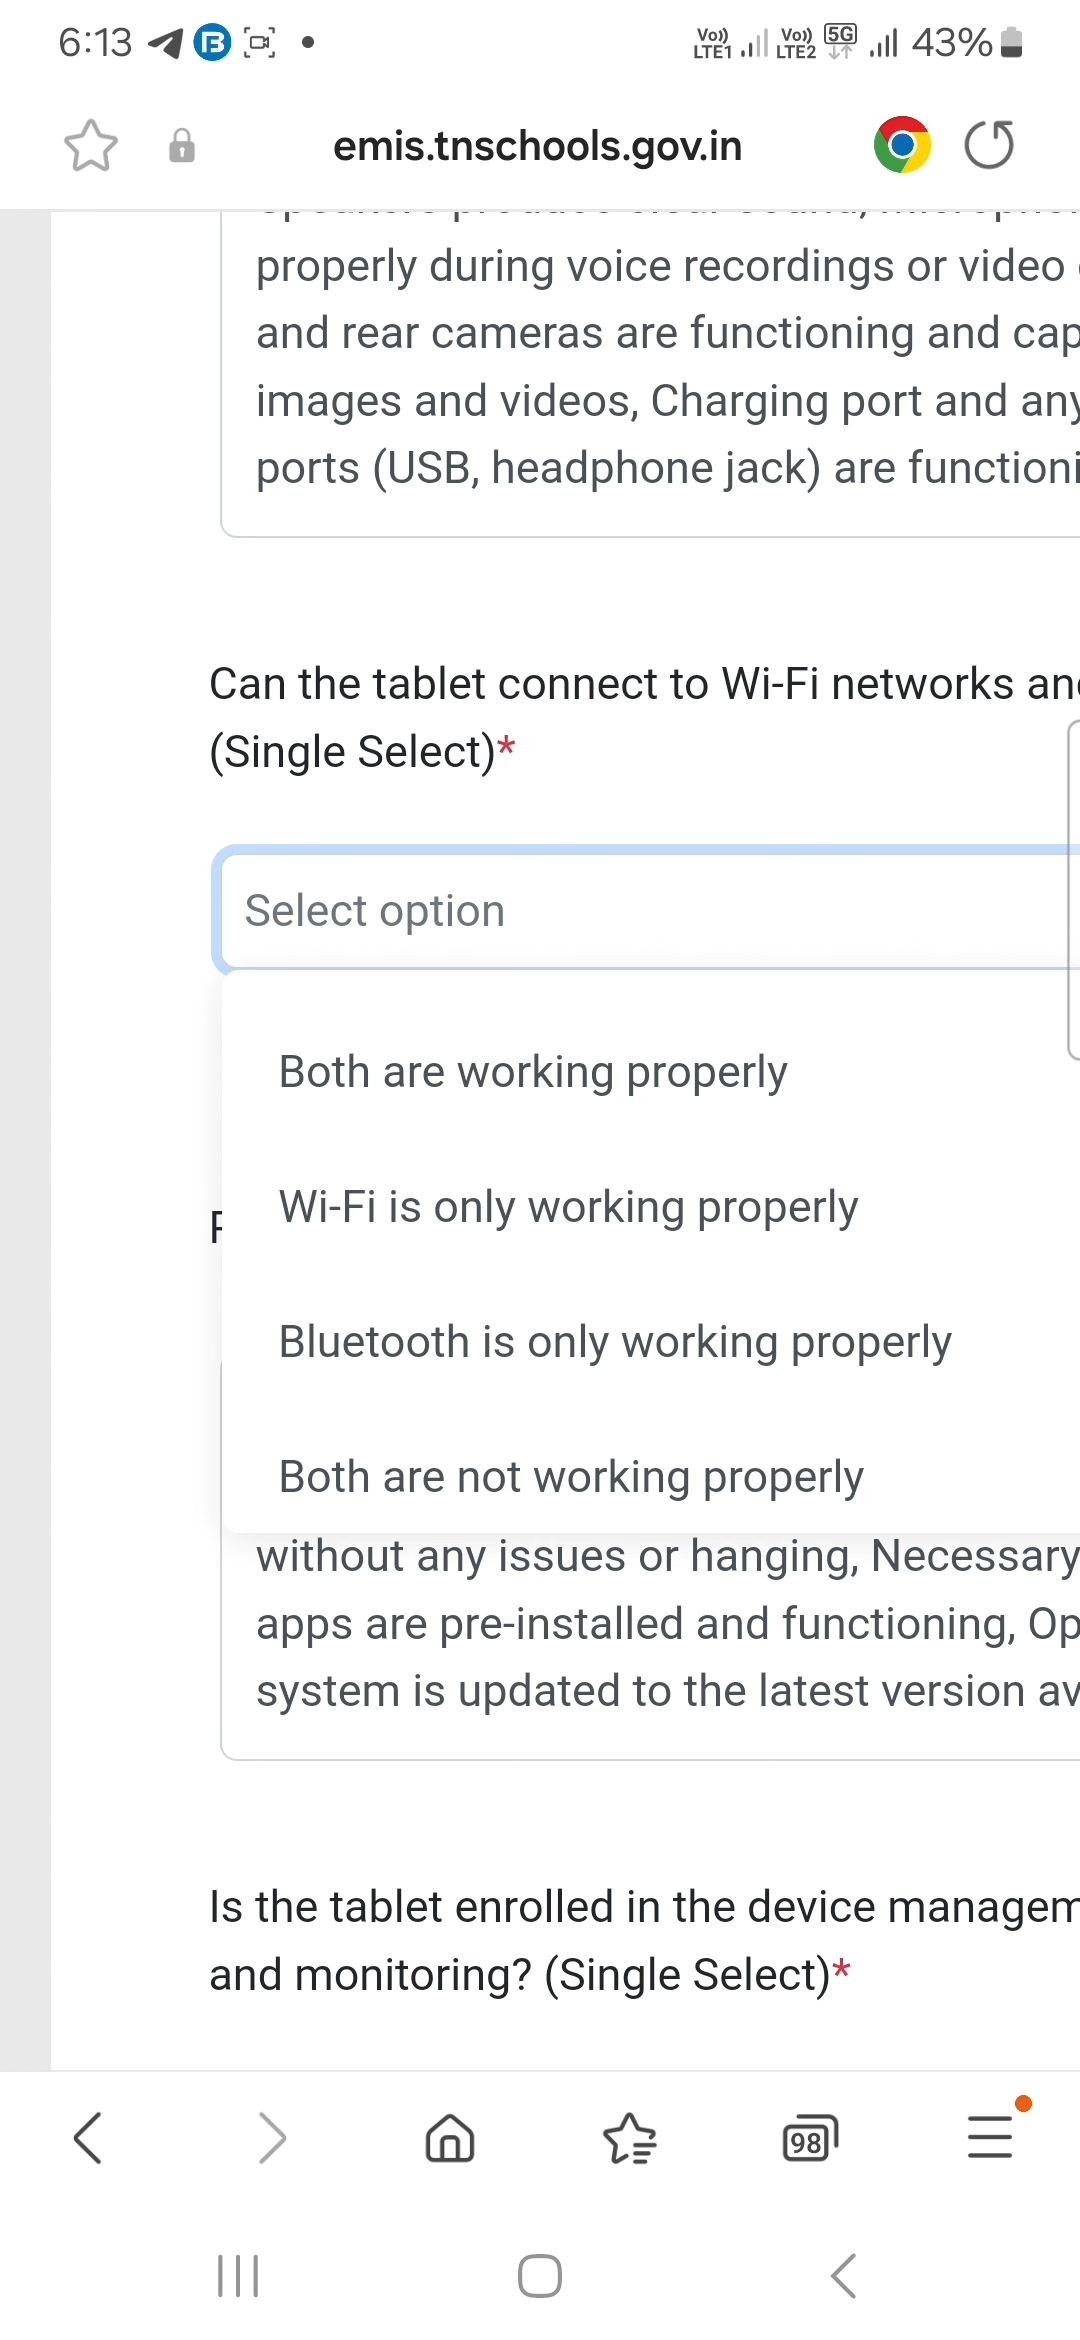 6:13
Vo)) LTE1 Vo)) LTE2 5G 43%
emis.tnschools.gov.in
properly during voice recordings or video
and rear cameras are functioning and cap
images and videos, Charging port and any
ports (USB, headphone jack) are functioni
Can the tablet connect to Wi-Fi networks an
(Single Select)*
Select option
Both are working properly
Wi-Fi is only working properly
Bluetooth is only working properly
Both are not working properly
without any issues or hanging, Necessary
apps are pre-installed and functioning, Op
system is updated to the latest version av
Is the tablet enrolled in the device managem
and monitoring? (Single Select)*
98